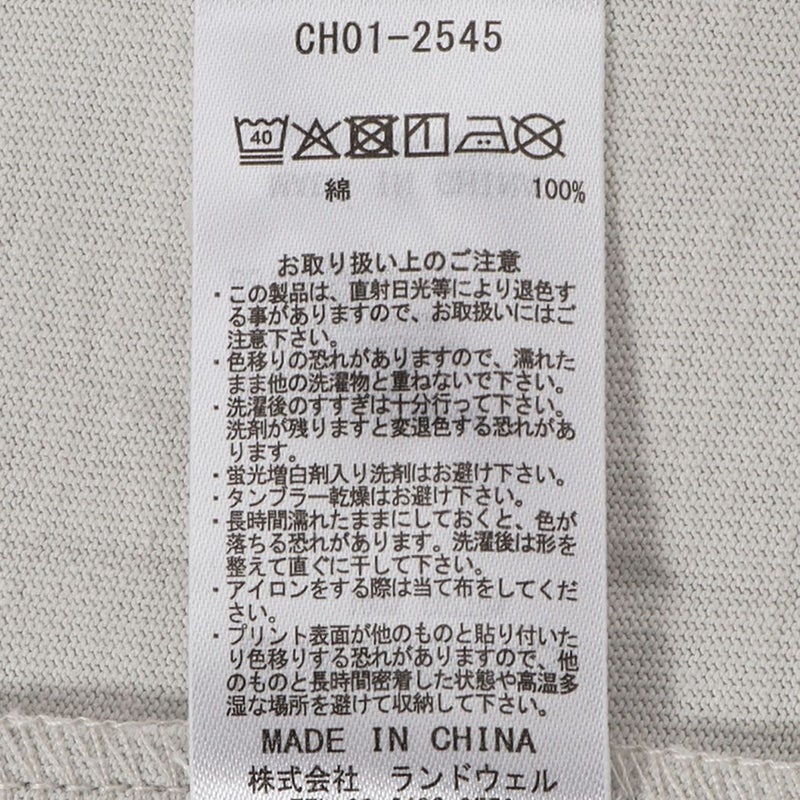 CH01-2545
40
綿 100%
お取り扱い上のご注意
・この製品は、直射日光等により退色す
る事がありますので、お取扱いにはご
注意下さい。
・色移りの恐れがありますので、濡れた
まま他の洗濯物と重ねないで下さい。
・洗濯後のすすぎは十分行って下さい。
洗剤が残りますと変退色する恐れがあ
ります。
・蛍光増白剤入り洗剤はお避け下さい。
・タンブラー乾燥はお避け下さい。
・長時間濡れたままにしておくと、色が
落ちる恐れがあります。洗濯後は形を
整えて直ぐに干して下さい。
・アイロンをする際は当て布をしてくだ
さい。
・プリント表面が他のものと貼り付いた
り色移りする恐れがありますので、他
のものと長時間密着した状態や高温多
湿な場所を避けて収納して下さい。
MADE IN CHINA
株式会社 ランドウェル